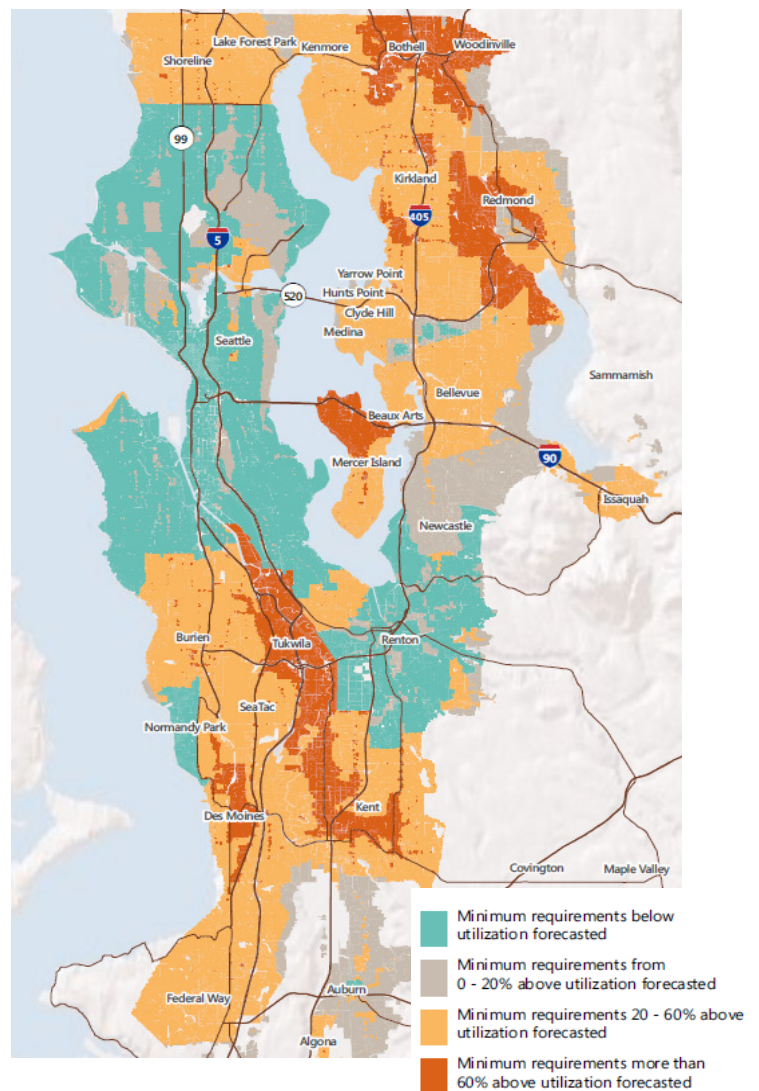 Lake Forest Park
Kenmore
Bothell
Woodinville
Shoreline
99
Kirkland
Redmond
405
5
Yarrow Point
Hunts Point
520
Clyde Hill
Medina
Seattle
Sammamish
Bellevue
Beaux Arts
90
Mercer Island
Issaquah
Newcastle
Burien
Tukwila
Renton
SeaTac
Normandy Park
Des Moines
Kent
Covington
Maple Valley
Federal Way
Auburn
Algona
Minimum requirements below
utilization forecasted
Minimum requirements from
0 - 20% above utilization forecasted
Minimum requirements 20 - 60% above
utilization forecasted
Minimum requirements more than
60% above utilization forecasted